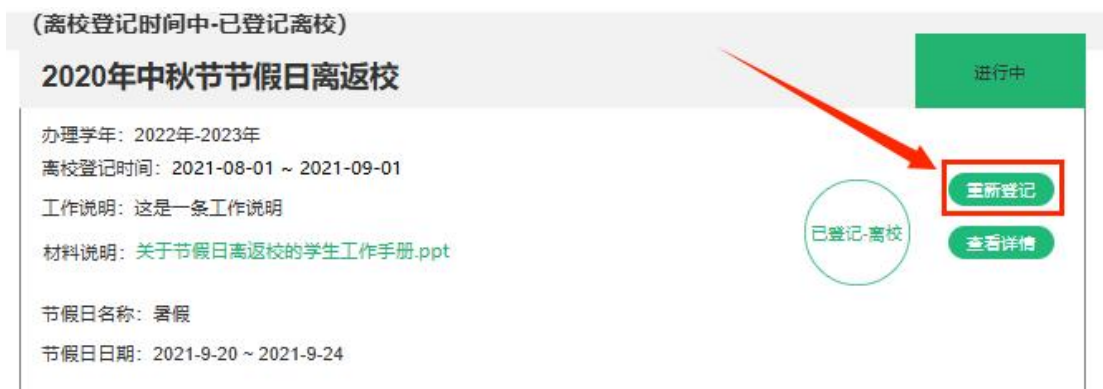 (离校登记时间中-已登记离校)
2020年中秋节节假日离返校
进行中
办理学年：2022年-2023年
离校登记时间：2021-08-01 ~ 2021-09-01
工作说明：这是一条工作说明
材料说明：关于节假日离返校的学生工作手册.ppt
已登记-离校
重新登记
查看详情
节假日名称：暑假
节假日日期：2021-9-20 ~ 2021-9-24